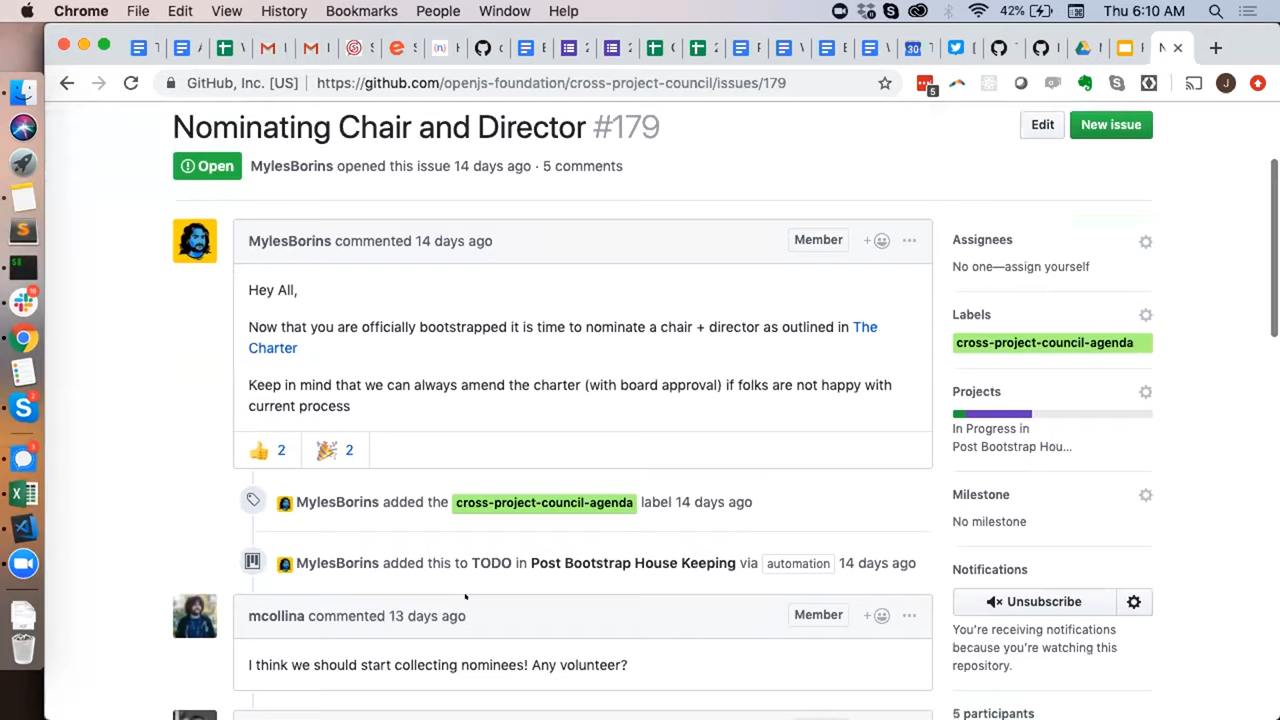 Chrome File Edit View History Bookmarks People Window Help 42% Thu 6:10 AM
GitHub, Inc. [US] https://github.com/openjs-foundation/cross-project-council/issues/179 5 J
Nominating Chair and Director #179 Edit New issue
Open MylesBorins opened this issue 14 days ago · 5 comments
MylesBorins commented 14 days ago Member
Hey All,
Now that you are officially bootstrapped it is time to nominate a chair + director as outlined in The
Charter
Keep in mind that we can always amend the charter (with board approval) if folks are not happy with
current process
2 2
MylesBorins added the cross-project-council-agenda label 14 days ago
MylesBorins added this to TODO in Post Bootstrap House Keeping via automation 14 days ago
mcollina commented 13 days ago Member
I think we should start collecting nominees! Any volunteer?
Assignees
No one—assign yourself
Labels
cross-project-council-agenda
Projects
In Progress in
Post Bootstrap Hou...
Milestone
No milestone
Notifications
Unsubscribe
You're receiving notifications
because you're watching this
repository.
5 participants